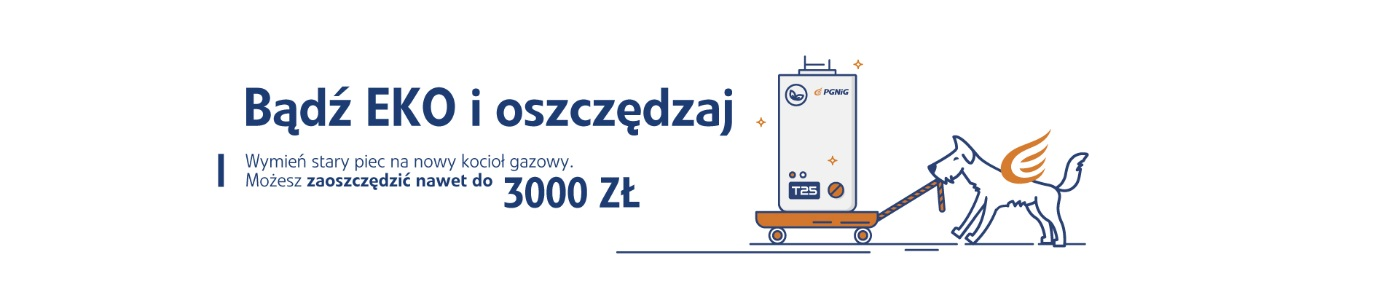 Bądź EKO i oszczędzaj
Wymień stary piec na nowy kocioł gazowy.
Możesz zaoszczędzić nawet do 3000 ZŁ
PGNiG
T25